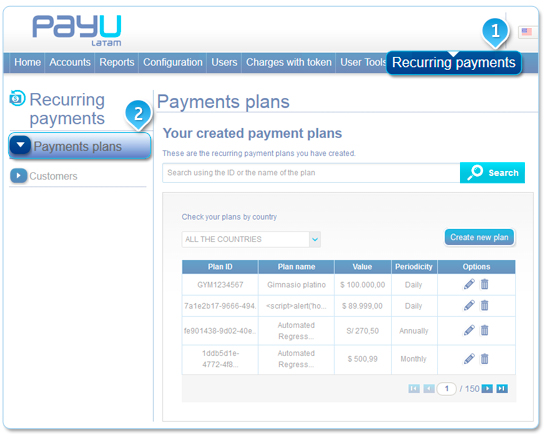 PayU
LATAM
1
Home Accounts Reports Configuration Users Charges with token User Tools Recurring payments
Recurring
payments
2
Payments plans
Customers
Payments plans
Your created payment plans
These are the recurring payment plans you have created.
Search using the ID or the name of the plan Search
Check your plans by country
ALL THE COUNTRIES Create new plan
Plan ID Plan name Value Periodicity Options
GYM1234567 Gimnasio platino $ 100.000,00 Daily
7a1e2b17-9666-494. <script>alert('ho... $ 89.999,00 Daily
fe901438-9d02-40e.. Automated Regress... S/ 270,50 Annually
1ddb5d1e-4772-4f8... Automated Regress... $ 500,99 Monthly
1 / 150